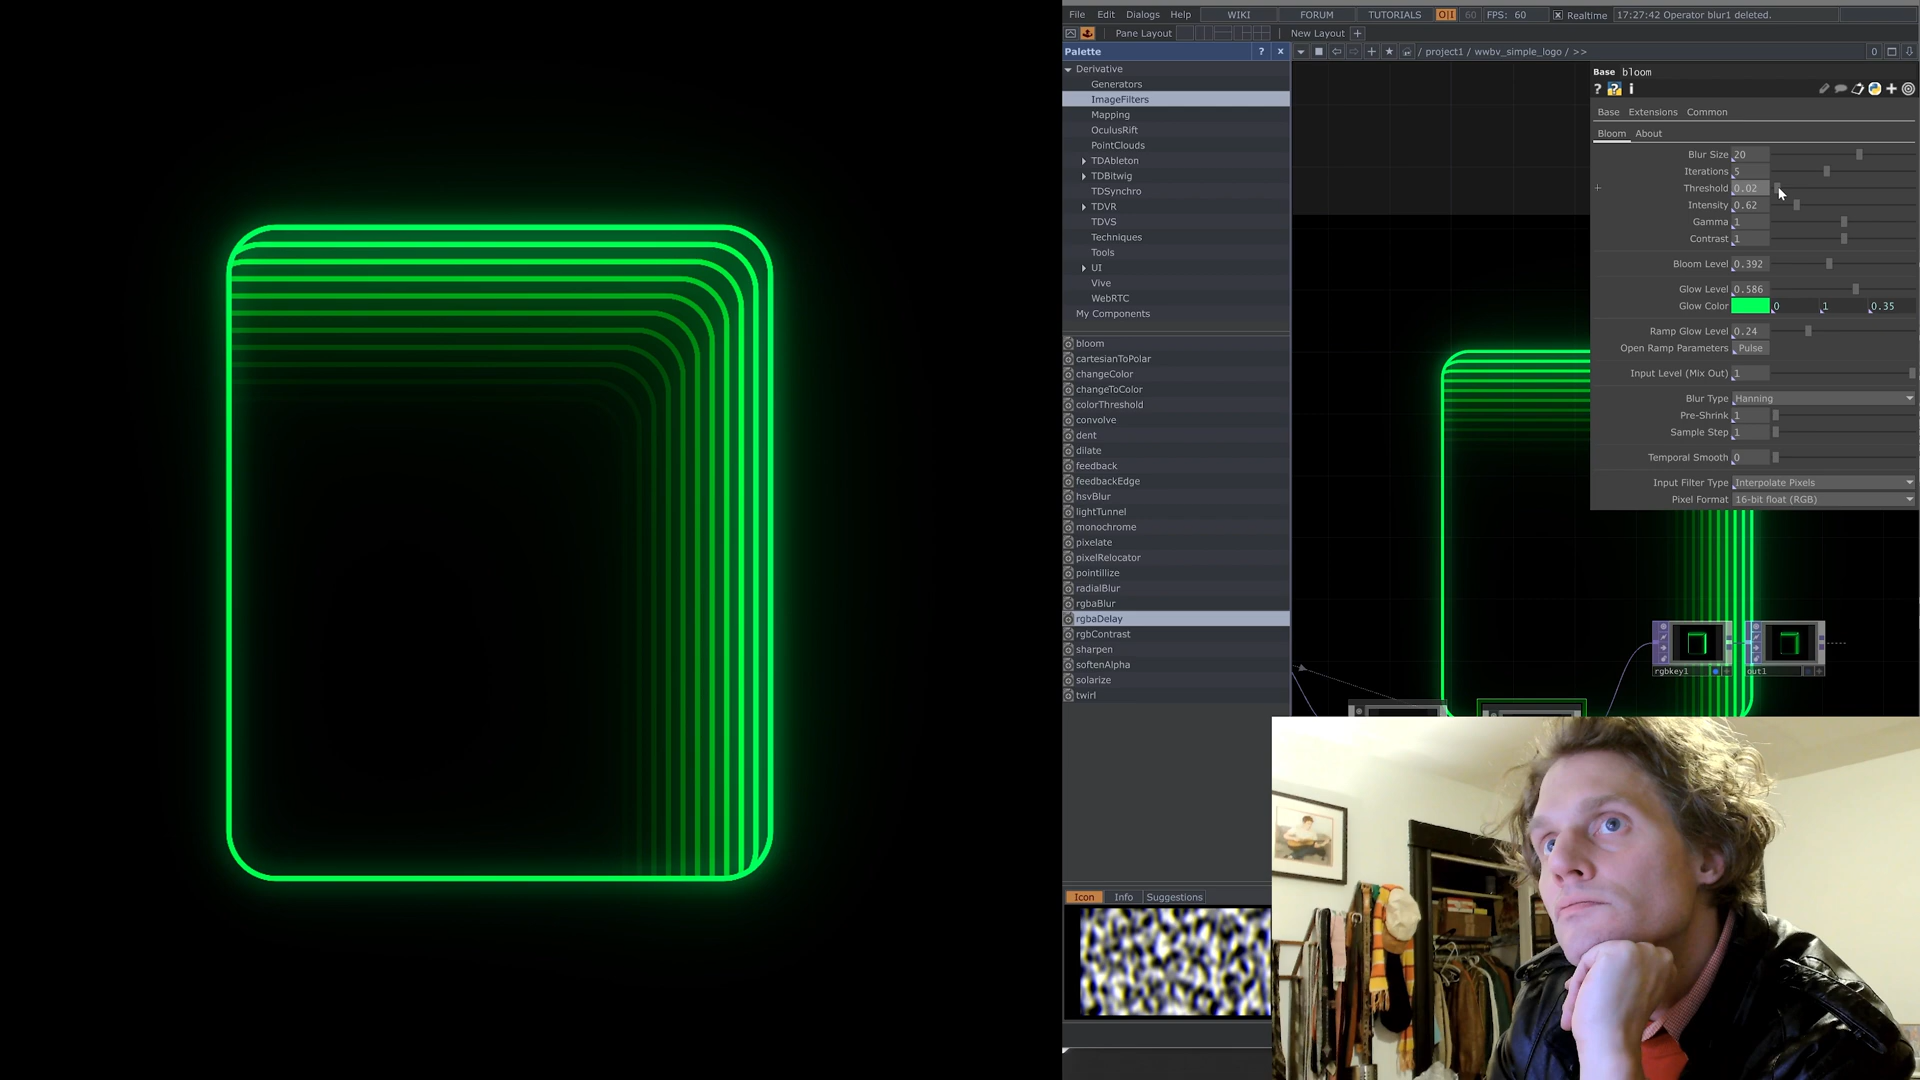 File Edit Dialogs Help WIKI FORUM TUTORIALS O|I 60 FPS: 60 Realtime 17:27:42 Operator blur1 deleted.
Pane Layout New Layout
Palette ? x
/ project1 / wwbv_simple_logo / >> 0
Derivative
Generators
ImageFilters
Mapping
OculusRift
PointClouds
TDAbleton
TDBitwig
TDSynchro
TDVR
TDVS
Techniques
Tools
UI
Vive
WebRTC
My Components
bloom
cartesianToPolar
changeColor
changeToColor
colorThreshold
convolve
dent
dilate
feedback
feedbackEdge
hsvBlur
lightTunnel
monochrome
pixelate
pixelRelocator
pointillize
radialBlur
rgbaBlur
rgbaDelay
rgbContrast
sharpen
softenAlpha
solarize
twirl
Icon Info Suggestions
Base bloom
? ? i
Base Extensions Common
Bloom About
Blur Size 20
Iterations 5
Threshold 0.02
Intensity 0.62
Gamma 1
Contrast 1
Bloom Level 0.392
Glow Level 0.586
Glow Color 0 1 0.35
Ramp Glow Level 0.24
Open Ramp Parameters Pulse
Input Level (Mix Out) 1
Blur Type Hanning
Pre-Shrink 1
Sample Step 1
Temporal Smooth 0
Input Filter Type Interpolate Pixels
Pixel Format 16-bit float (RGB)
rgbkey1 out1